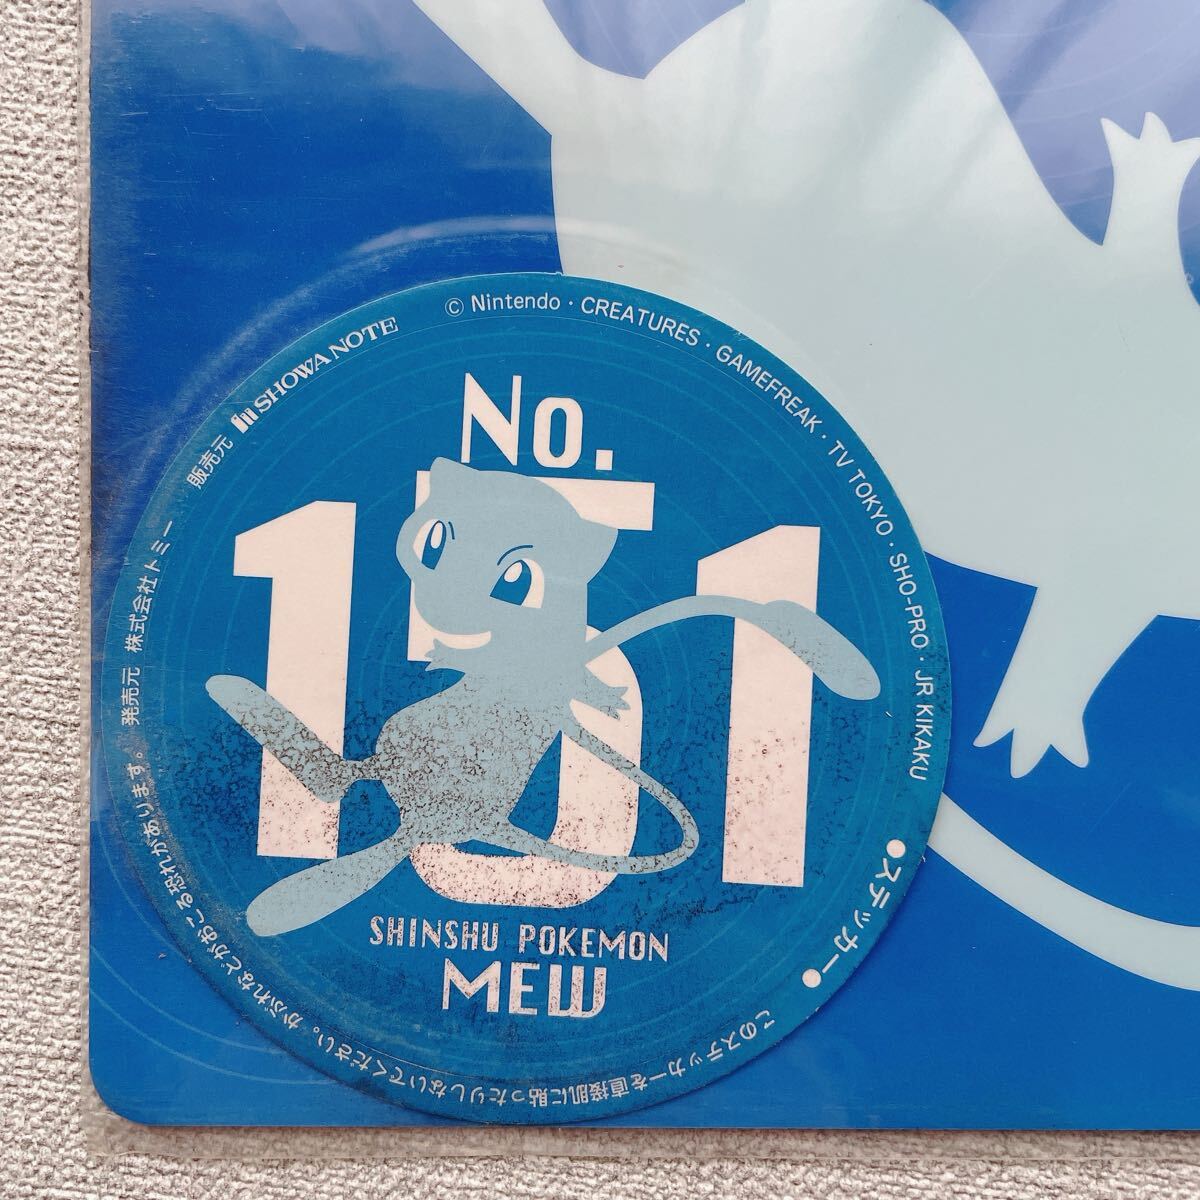 © Nintendo · CREATURES · GAMEFREAK · TV TOKYO · SHO-PRO · JR KIKAKU
No.
151
SHINSHU POKEMON
MEW
●ステッカー●
このステッカーを直接肌に貼ったりしないでください。かぶれなどがおこる恐れがあります。
発売元 株式会社トミー 販売元 SHOWA NOTE